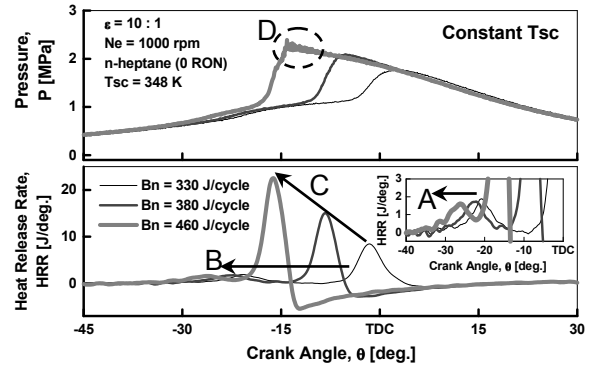 ε = 10 : 1
Ne = 1000 rpm
n-heptane (0 RON)
Tsc = 348 K
D
Constant Tsc
Pressure,
P [MPa]
3
2
1
0
Heat Release Rate,
HRR [J/deg.]
20
10
0
Bn = 330 J/cycle
Bn = 380 J/cycle
Bn = 460 J/cycle
C
B
A
HRR [J/deg.]
3
2
1
0
-40 -30 -20 -10 TDC
Crank Angle, θ [deg.]
-45 -30 -15 TDC 15 30
Crank Angle, θ [deg.]